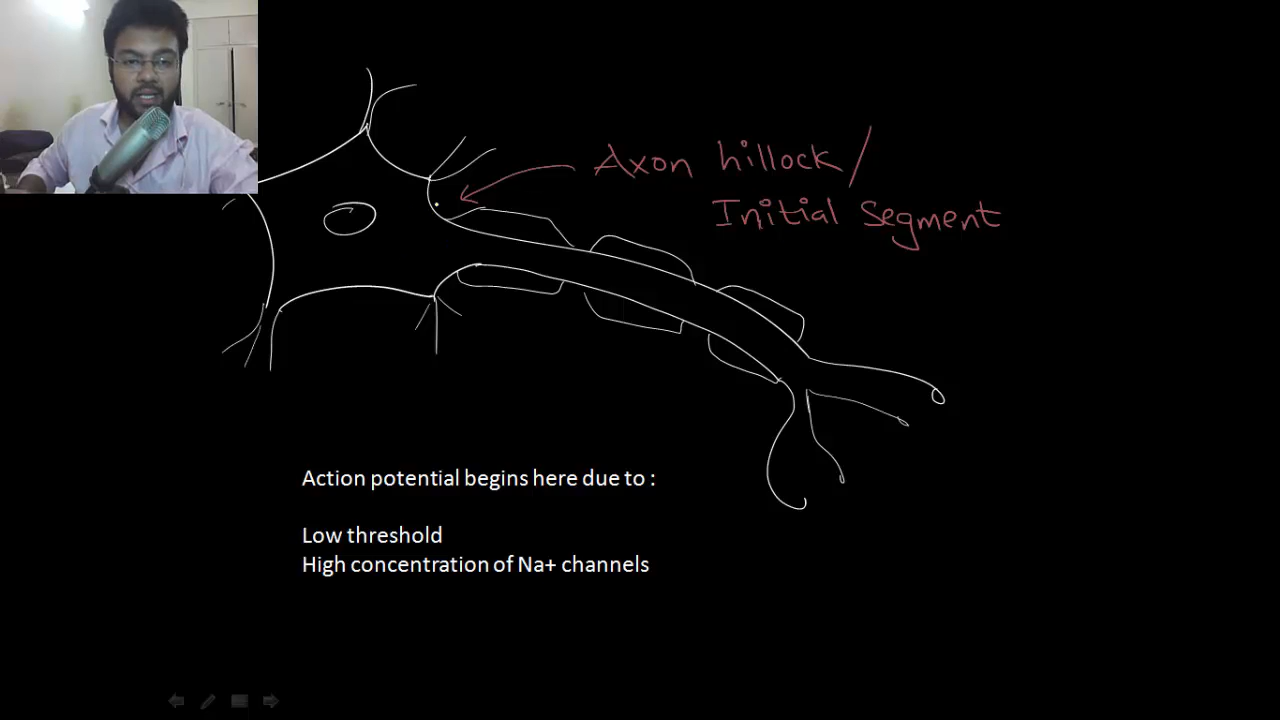 Axon hillock/
Initial Segment
Action potential begins here due to :
Low threshold
High concentration of Na+ channels